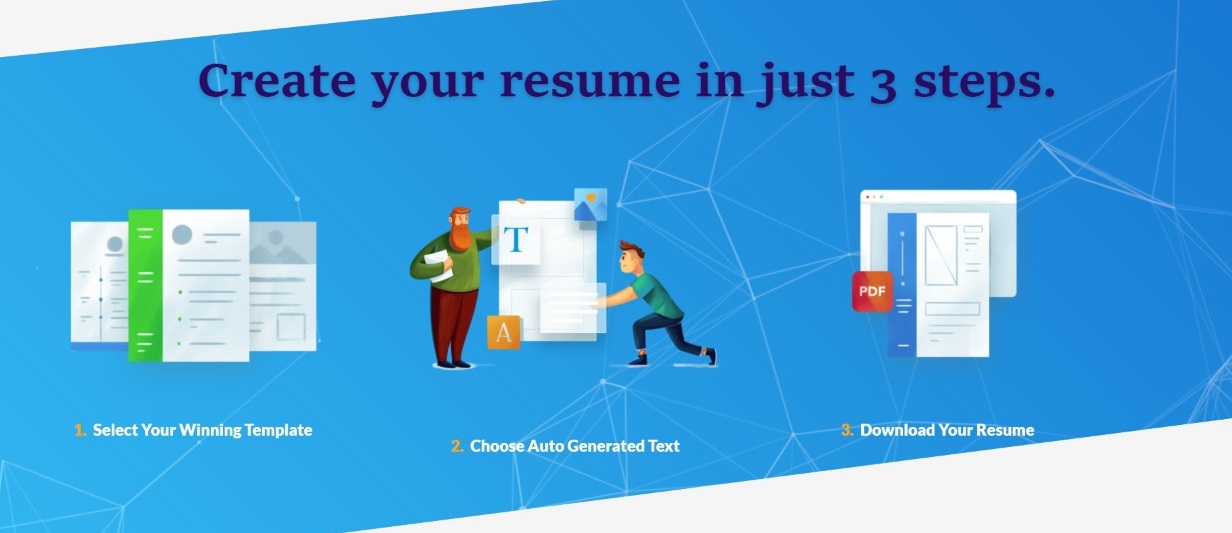 Create your resume in just 3 steps.
T
A
PDF
1. Select Your Winning Template
2. Choose Auto Generated Text
3. Download Your Resume